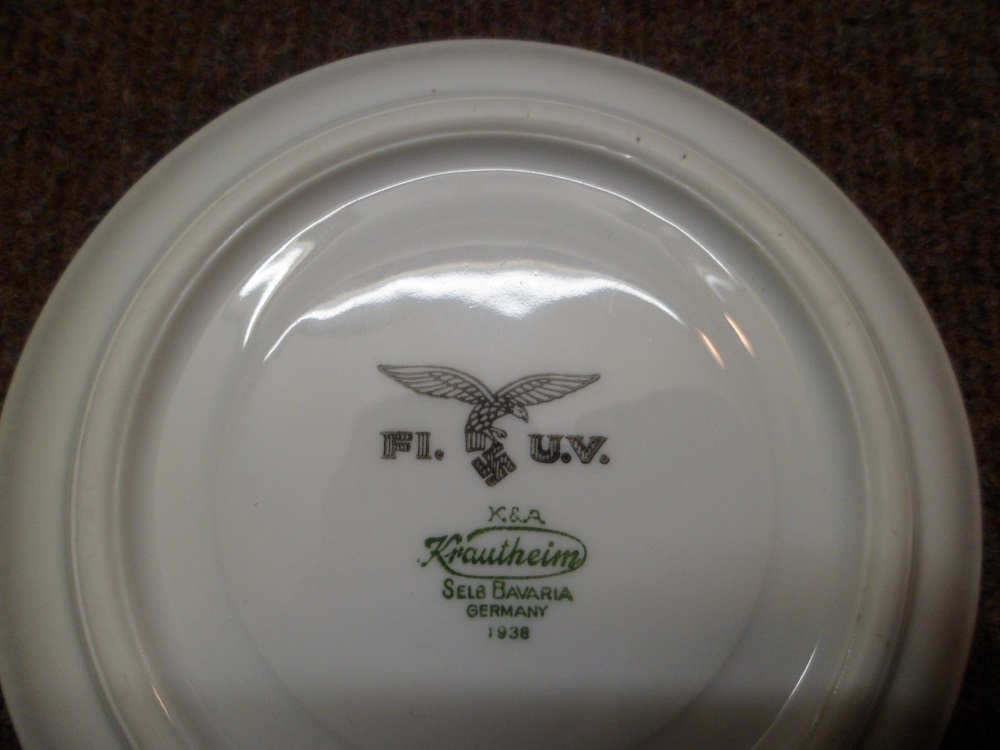 Fl. U.V.
K&A
Krautheim
SELB BAVARIA
GERMANY
1938